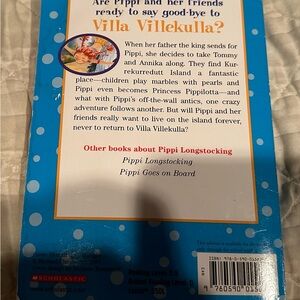 Are Pippi and her friends
ready to say good-bye to
Villa Villekulla?
When her father the king sends for
Pippi, she decides to take Tommy
and Annika along. They find Kur-
rekurredutt Island a fantastic
place—children play marbles with pearls and
Pippi even becomes Princess Pippilotta—and
what with Pippi's off-the-wall antics, one crazy
adventure follows another. But will Pippi and her
friends really want to live on the island forever,
never to return to Villa Villekulla?
Other books about Pippi Longstocking
Pippi Longstocking
Pippi Goes on Board
SCHOLASTIC